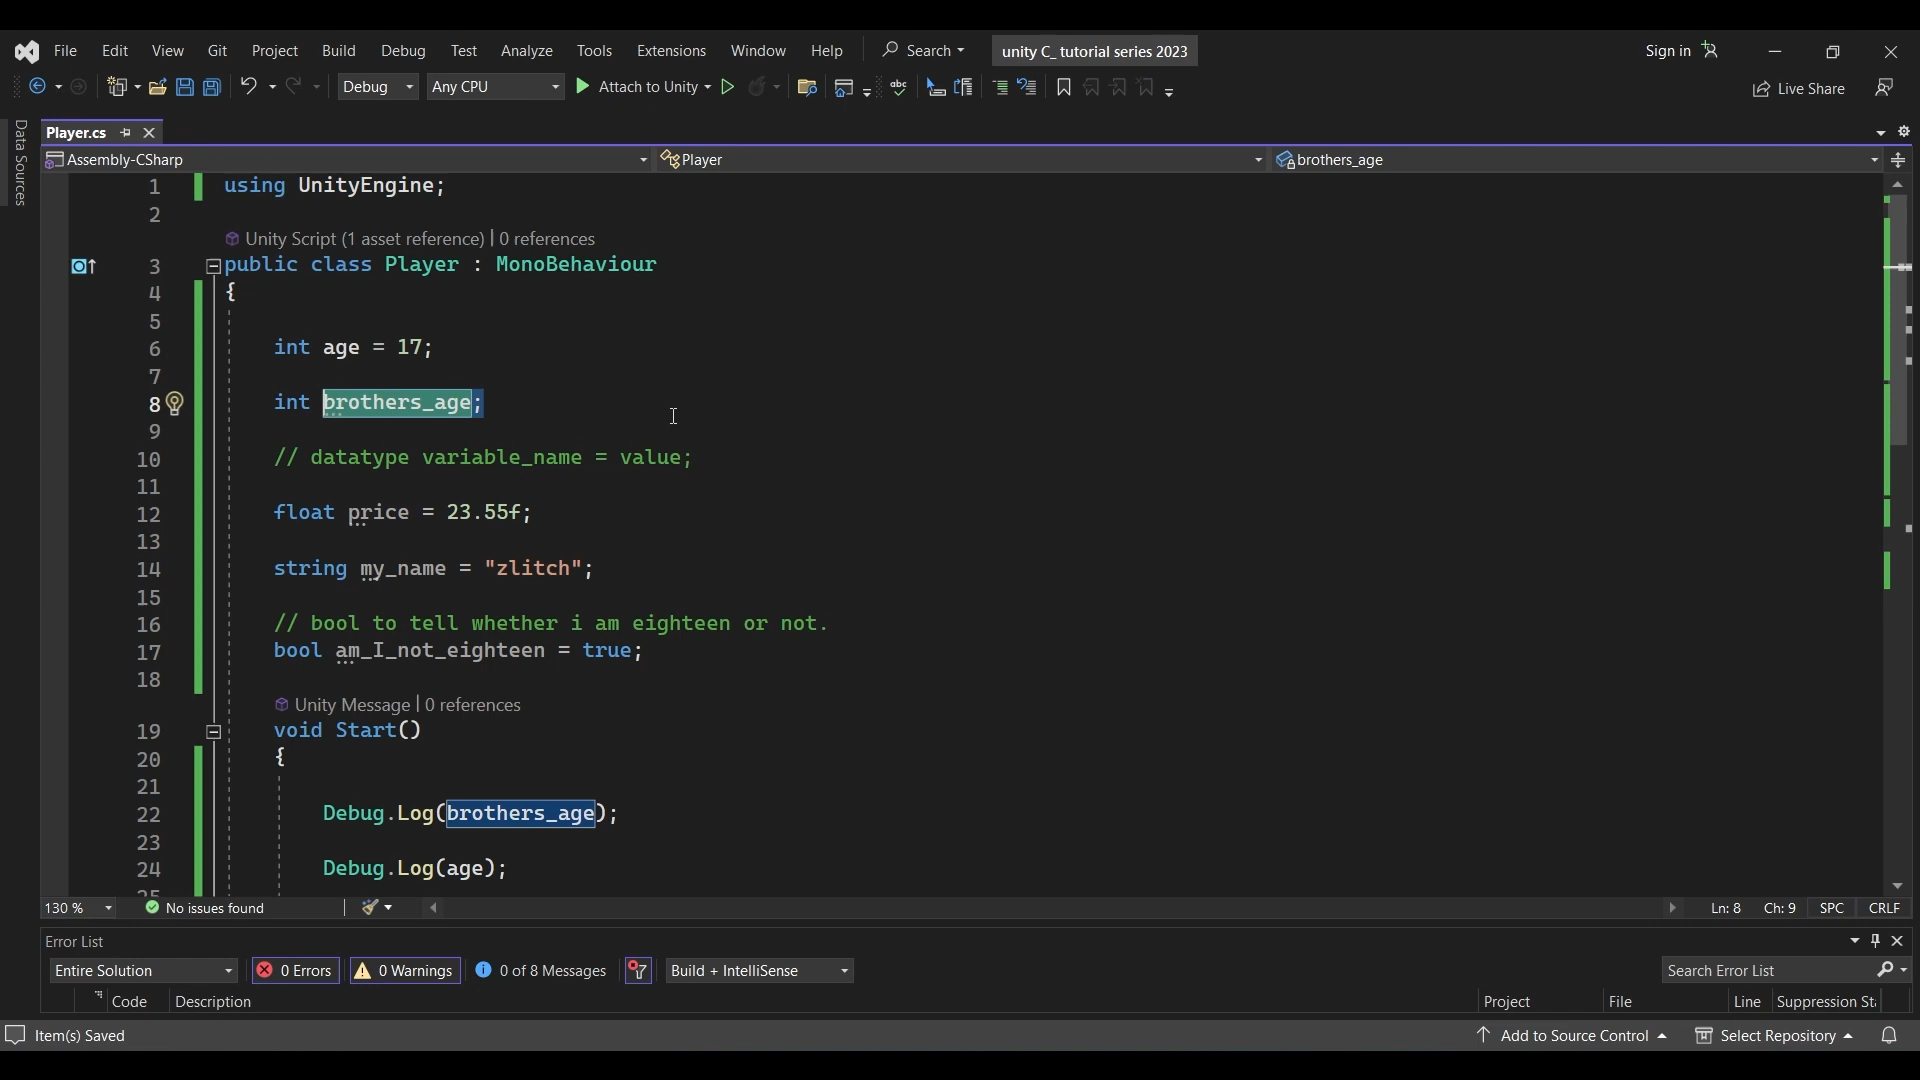 File Edit View Git Project Build Debug Test Analyze Tools Extensions Window Help Search unity C_ tutorial series 2023 Sign in
Debug Any CPU Attach to Unity abc Live Share
Data Sources
Player.cs
Assembly-CSharp Player brothers_age
1 using UnityEngine;
2
Unity Script (1 asset reference) | 0 references
3 public class Player : MonoBehaviour
4 {
5
6 int age = 17;
7
8 int brothers_age;
9
10 // datatype variable_name = value;
11
12 float price = 23.55f;
13
14 string my_name = "zlitch";
15
16 // bool to tell whether i am eighteen or not.
17 bool am_I_not_eighteen = true;
18
Unity Message | 0 references
19 void Start()
20 {
21
22 Debug.Log(brothers_age);
23
24 Debug.Log(age);
25
130 % No issues found Ln: 8 Ch: 9 SPC CRLF
Error List
Entire Solution 0 Errors 0 Warnings 0 of 8 Messages Build + IntelliSense Search Error List
Code Description Project File Line Suppression St
Item(s) Saved Add to Source Control Select Repository